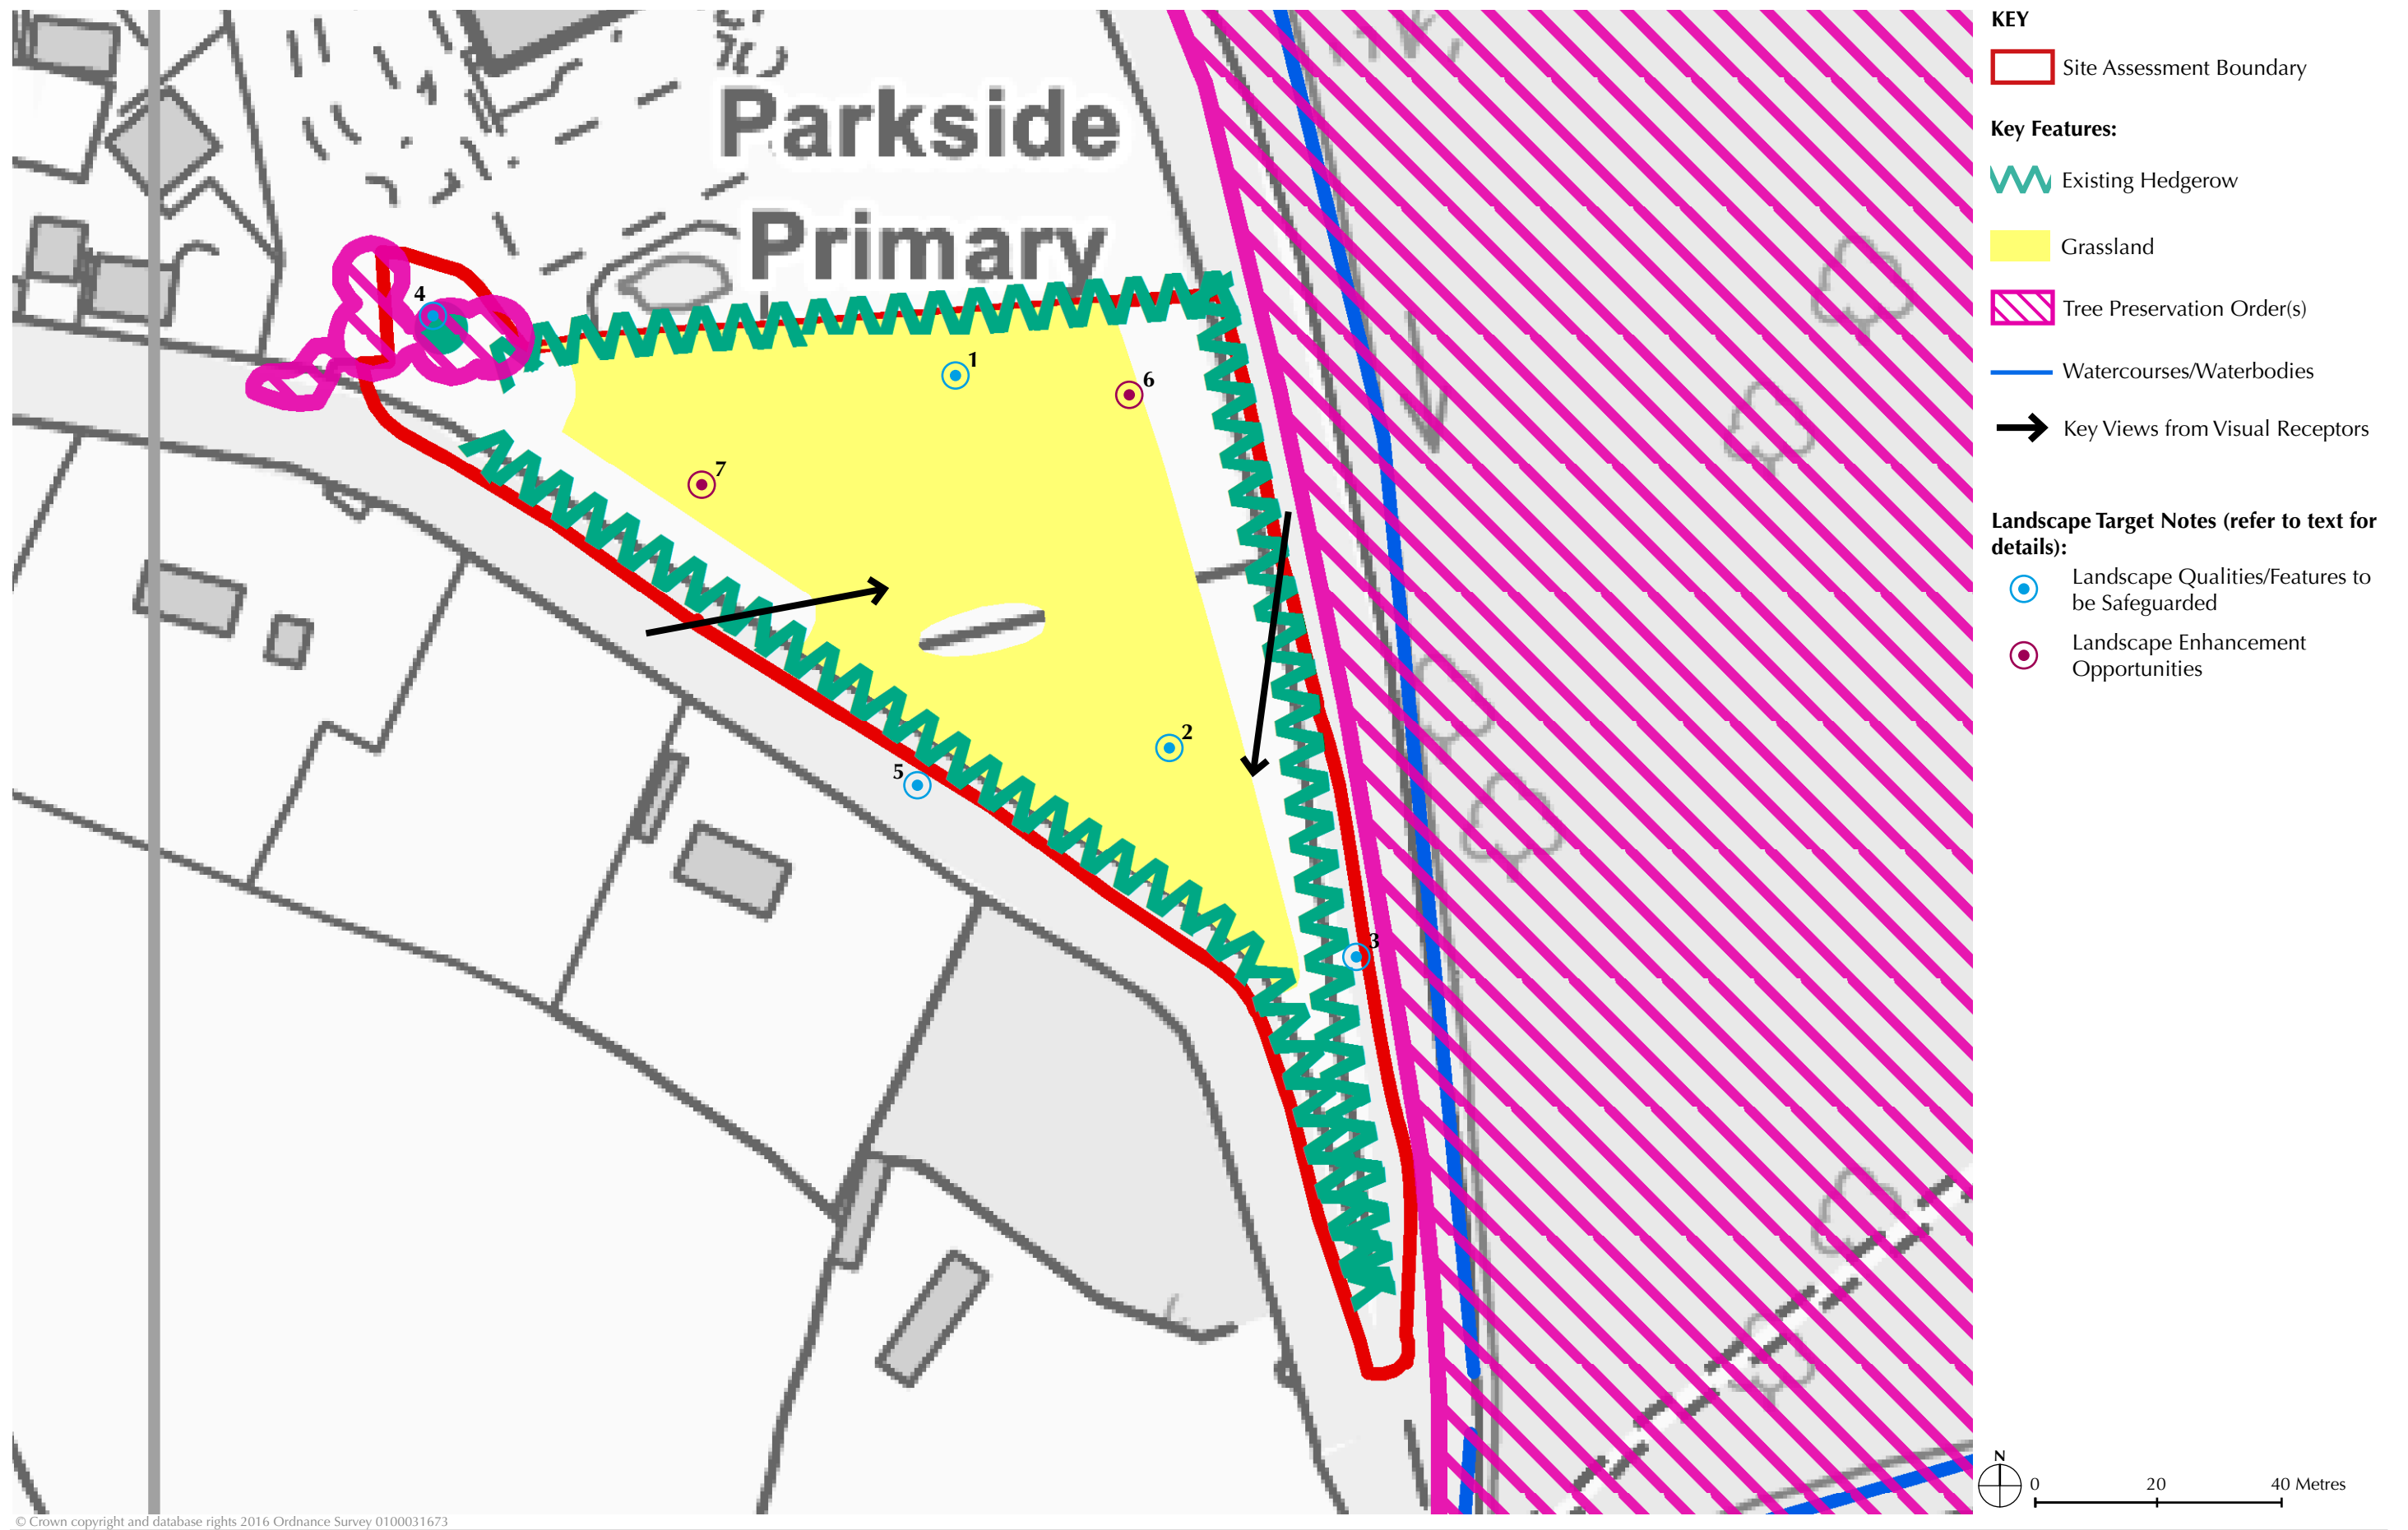 Parkside
Primary
4
1
6
7
2
5
3
KEY
Site Assessment Boundary
Key Features:
Existing Hedgerow
Grassland
Tree Preservation Order(s)
Watercourses/Waterbodies
Key Views from Visual Receptors
Landscape Target Notes (refer to text for
details):
Landscape Qualities/Features to
be Safeguarded
Landscape Enhancement
Opportunities
N
0 20 40 Metres
© Crown copyright and database rights 2016 Ordnance Survey 0100031673